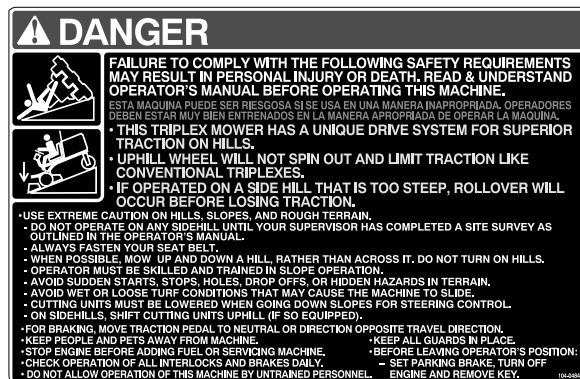 DANGER
FAILURE TO COMPLY WITH THE FOLLOWING SAFETY REQUIREMENTS
MAY RESULT IN PERSONAL INJURY OR DEATH. READ & UNDERSTAND
OPERATOR'S MANUAL BEFORE OPERATING THIS MACHINE.
ESTA MAQUINA PUEDE SER RIESGOSA SI SE USA EN UNA MANERA INAPROPRIADA. OPERADORES
DEBEN ESTAR MUY BIEN ENTRENADOS EN LA MANERA APROPRIADA DE OPERAR LA MAQUINA.
• THIS TRIPLEX MOWER HAS A UNIQUE DRIVE SYSTEM FOR SUPERIOR
TRACTION ON HILLS.
• UPHILL WHEEL WILL NOT SPIN OUT AND LIMIT TRACTION LIKE
CONVENTIONAL TRIPLEXES.
• IF OPERATED ON A SIDE HILL THAT IS TOO STEEP, ROLLOVER WILL
OCCUR BEFORE LOSING TRACTION.
• USE EXTREME CAUTION ON HILLS, SLOPES, AND ROUGH TERRAIN.
- DO NOT OPERATE ON ANY SIDEHILL UNTIL YOUR SUPERVISOR HAS COMPLETED A SITE SURVEY AS
OUTLINED IN THE OPERATOR'S MANUAL.
- ALWAYS FASTEN YOUR SEAT BELT.
- WHEN POSSIBLE, MOW UP AND DOWN A HILL, RATHER THAN ACROSS IT. DO NOT TURN ON HILLS.
- OPERATOR MUST BE SKILLED AND TRAINED IN SLOPE OPERATION.
- AVOID SUDDEN STARTS, STOPS, HOLES, DROP OFFS, OR HIDDEN HAZARDS IN TERRAIN.
- AVOID WET OR LOOSE TURF CONDITIONS THAT MAY CAUSE THE MACHINE TO SLIDE.
- CUTTING UNITS MUST BE LOWERED WHEN GOING DOWN SLOPES FOR STEERING CONTROL.
- ON SIDEHILLS, SHIFT CUTTING UNITS UPHILL (IF SO EQUIPPED).
• FOR BRAKING, MOVE TRACTION PEDAL TO NEUTRAL OR DIRECTION OPPOSITE TRAVEL DIRECTION.
• KEEP PEOPLE AND PETS AWAY FROM MACHINE.
• STOP ENGINE BEFORE ADDING FUEL OR SERVICING MACHINE.
• CHECK OPERATION OF ALL INTERLOCKS AND BRAKES DAILY.
• DO NOT ALLOW OPERATION OF THIS MACHINE BY UNTRAINED PERSONNEL.
• KEEP ALL GUARDS IN PLACE.
• BEFORE LEAVING OPERATOR'S POSITION:
- SET PARKING BRAKE, TURN OFF
ENGINE AND REMOVE KEY.